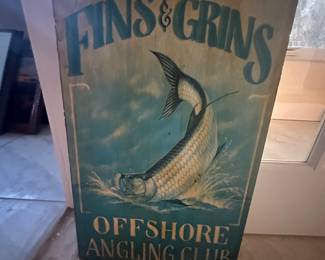 FINS & GRINS
OFFSHORE
ANGLING CLUB